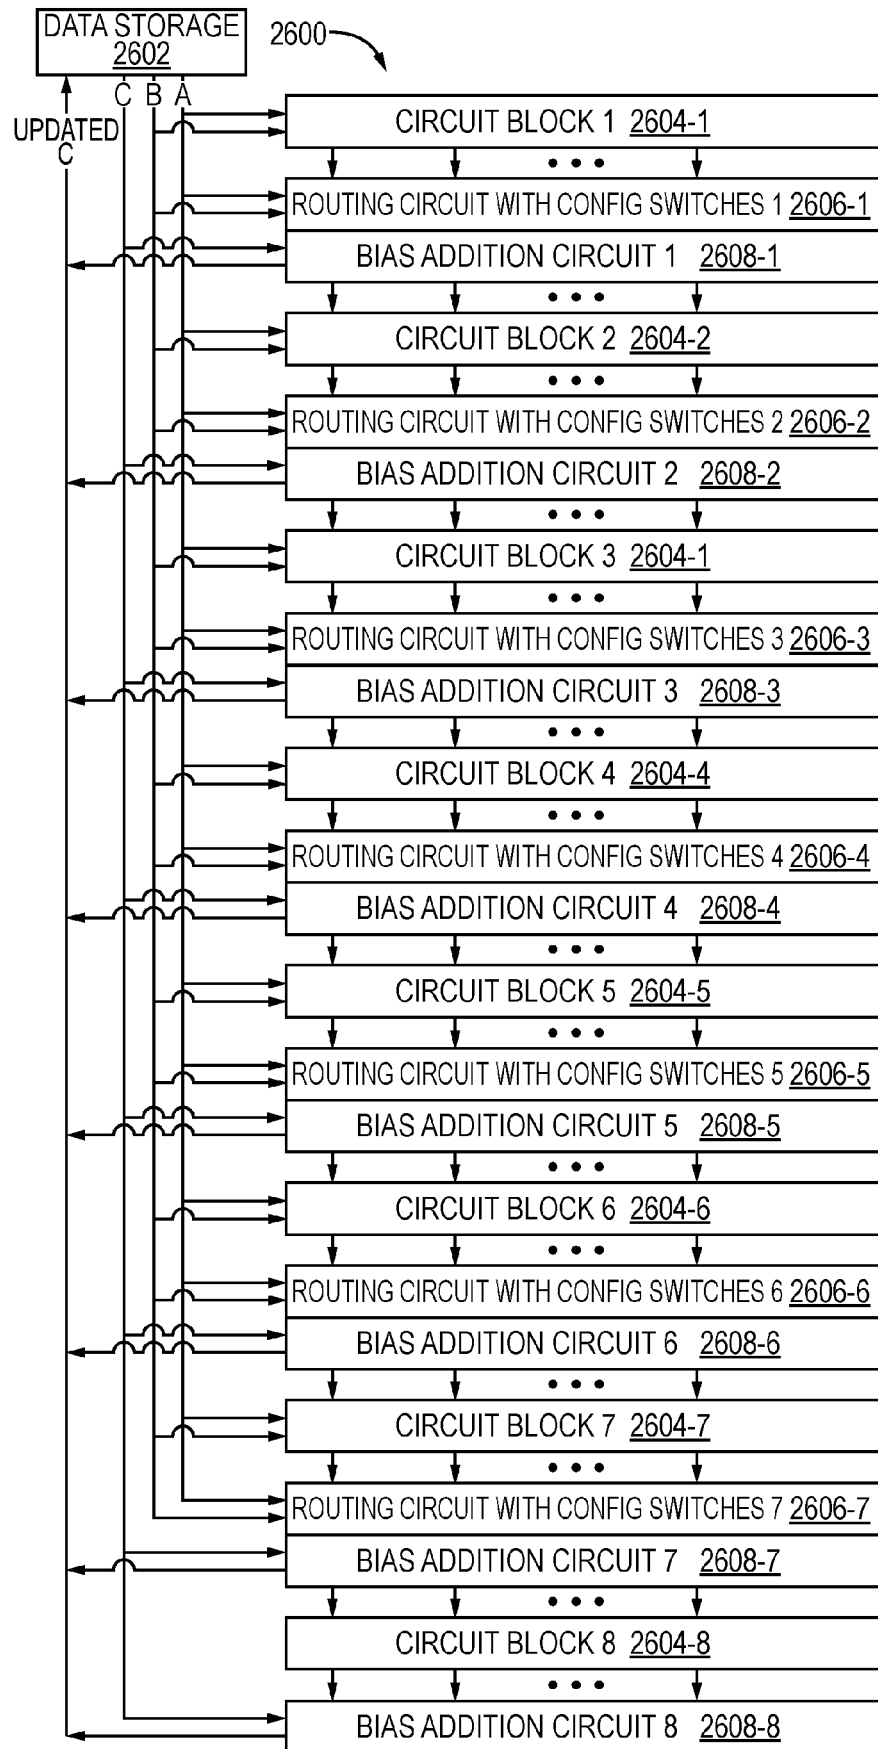 DATA STORAGE
2602
2600
C B A
UPDATED
C
CIRCUIT BLOCK 1 2604-1
ROUTING CIRCUIT WITH CONFIG SWITCHES 1 2606-1
BIAS ADDITION CIRCUIT 1 2608-1
CIRCUIT BLOCK 2 2604-2
ROUTING CIRCUIT WITH CONFIG SWITCHES 2 2606-2
BIAS ADDITION CIRCUIT 2 2608-2
CIRCUIT BLOCK 3 2604-1
ROUTING CIRCUIT WITH CONFIG SWITCHES 3 2606-3
BIAS ADDITION CIRCUIT 3 2608-3
CIRCUIT BLOCK 4 2604-4
ROUTING CIRCUIT WITH CONFIG SWITCHES 4 2606-4
BIAS ADDITION CIRCUIT 4 2608-4
CIRCUIT BLOCK 5 2604-5
ROUTING CIRCUIT WITH CONFIG SWITCHES 5 2606-5
BIAS ADDITION CIRCUIT 5 2608-5
CIRCUIT BLOCK 6 2604-6
ROUTING CIRCUIT WITH CONFIG SWITCHES 6 2606-6
BIAS ADDITION CIRCUIT 6 2608-6
CIRCUIT BLOCK 7 2604-7
ROUTING CIRCUIT WITH CONFIG SWITCHES 7 2606-7
BIAS ADDITION CIRCUIT 7 2608-7
CIRCUIT BLOCK 8 2604-8
BIAS ADDITION CIRCUIT 8 2608-8